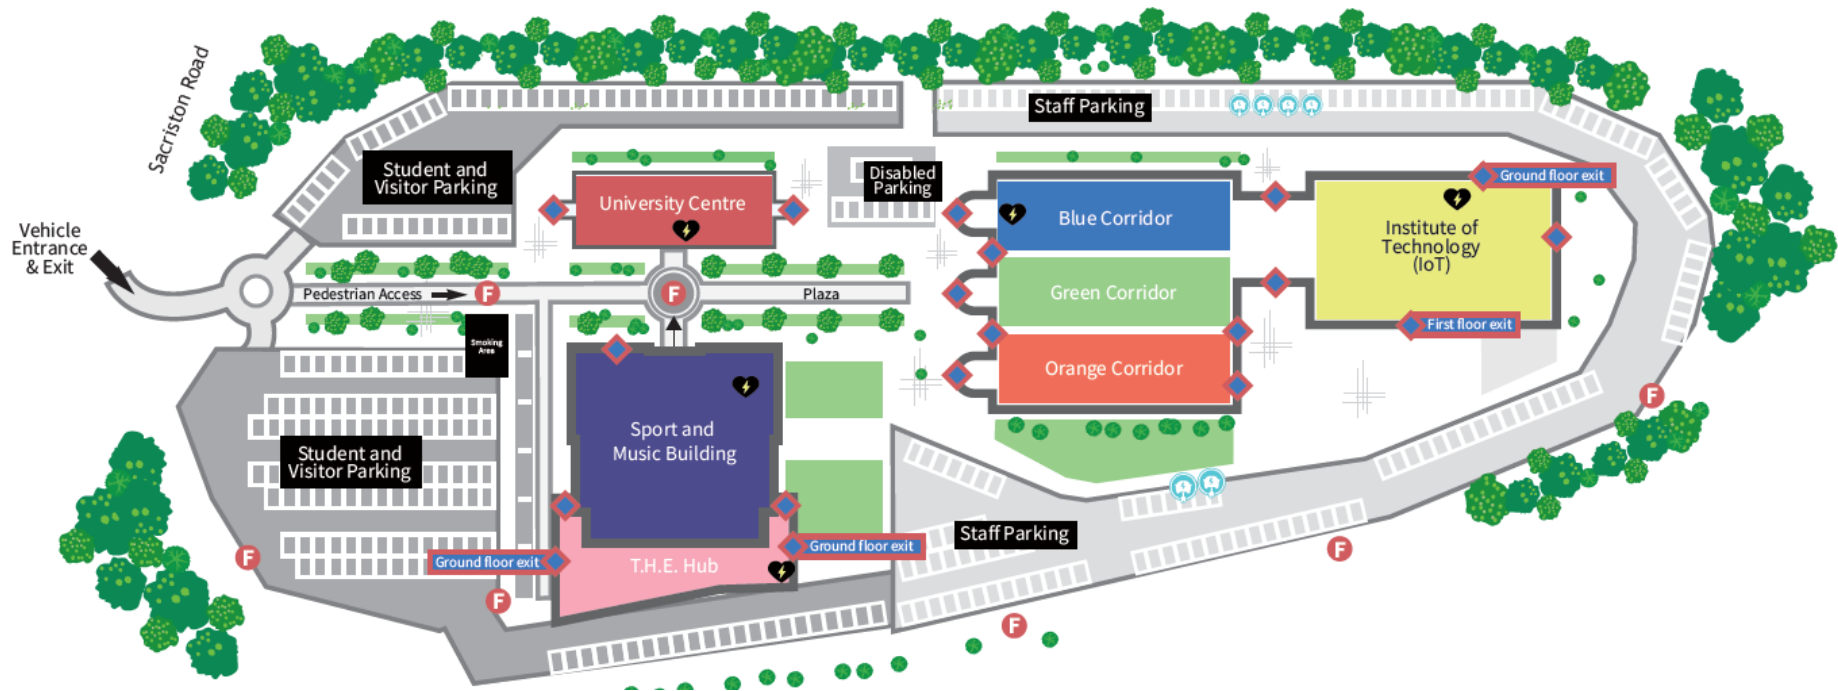 Sacriston Road
Staff Parking
Student and
Visitor Parking
Disabled
Parking
Ground floor exit
University Centre
Blue Corridor
Vehicle
Entrance
& Exit
Institute of
Technology
(IoT)
Pedestrian Access
F
F
Plaza
Green Corridor
First floor exit
Smoking
Area
Orange Corridor
F
Sport and
Music Building
Student and
Visitor Parking
Staff Parking
Ground floor exit
F
F
Ground floor exit
T.H.E. Hub
F
F